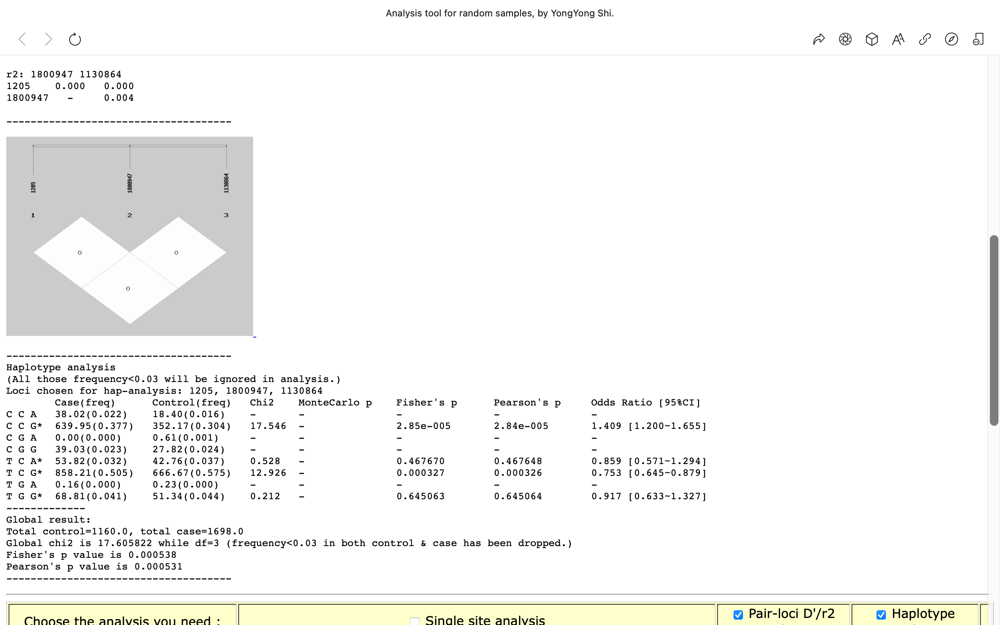 Analysis tool for random samples, by YongYong Shi.
r2: 1800947 1130864
1205 0.000 0.000
1800947 - 0.004
-------------------------------------
1205 1800947 1130864
1 2 3
0 0
0
-------------------------------------
Haplotype analysis
(All those frequency<0.03 will be ignored in analysis.)
Loci chosen for hap-analysis: 1205, 1800947, 1130864
Case(freq) Control(freq) Chi2 MonteCarlo p Fisher's p Pearson's p Odds Ratio [95%CI]
C C A 38.02(0.022) 18.40(0.016) - - - - -
C C G* 639.95(0.377) 352.17(0.304) 17.546 - 2.85e-005 2.84e-005 1.409 [1.200~1.655]
C G A 0.00(0.000) 0.61(0.001) - - - - -
C G G 39.03(0.023) 27.82(0.024) - - - - -
T C A* 53.82(0.032) 42.76(0.037) 0.528 - 0.467670 0.467648 0.859 [0.571~1.294]
T C G* 858.21(0.505) 666.67(0.575) 12.926 - 0.000327 0.000326 0.753 [0.645~0.879]
T G A 0.16(0.000) 0.23(0.000) - - - - -
T G G* 68.81(0.041) 51.34(0.044) 0.212 - 0.645063 0.645064 0.917 [0.633~1.327]
-------------
Global result:
Total control=1160.0, total case=1698.0
Global chi2 is 17.605822 while df=3 (frequency<0.03 in both control & case has been dropped.)
Fisher's p value is 0.000538
Pearson's p value is 0.000531
-------------------------------------
Choose the analysis you need : Single site analysis Pair-loci D'/r2 Haplotype